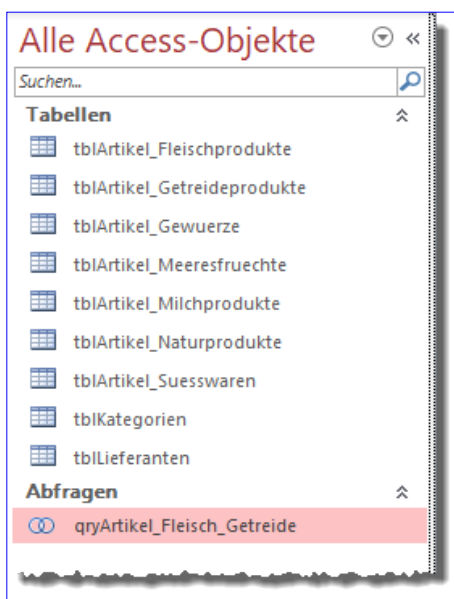 Alle Access-Objekte
Suchen...
Tabellen
tblArtikel_Fleischprodukte
tblArtikel_Getreideprodukte
tblArtikel_Gewuerze
tblArtikel_Meeresfruechte
tblArtikel_Milchprodukte
tblArtikel_Naturprodukte
tblArtikel_Suesswaren
tblKategorien
tblLieferanten
Abfragen
qryArtikel_Fleisch_Getreide